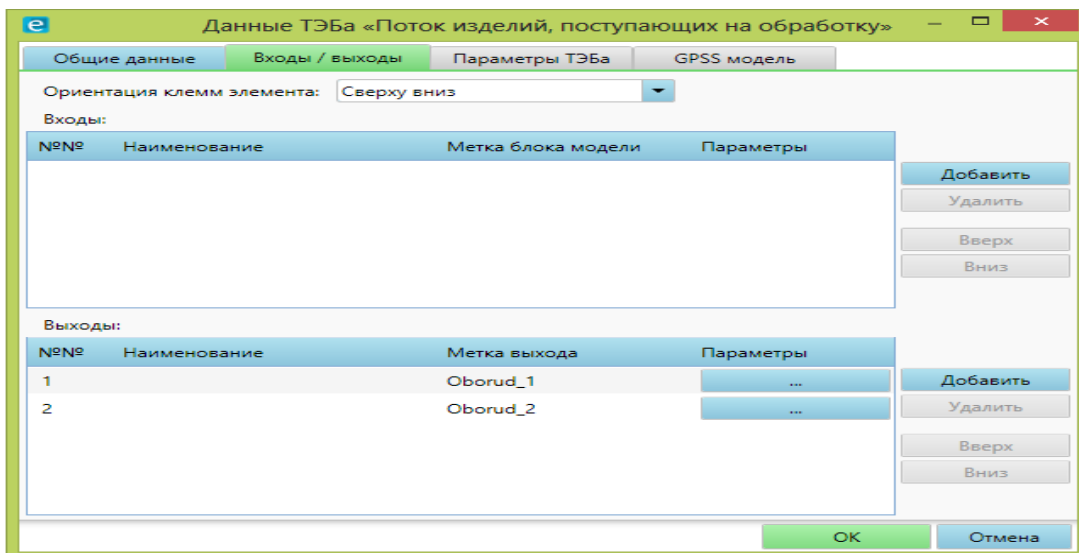 Данные ТЭБа «Поток изделий, поступающих на обработку»
Общие данные Входы / выходы Параметры ТЭБа GPSS модель
Ориентация клемм элемента: Сверху вниз
Входы:
№№ Наименование Метка блока модели Параметры
Добавить
Удалить
Вверх
Вниз
Выходы:
№№ Наименование Метка выхода Параметры
1 Oborud_1 ...
2 Oborud_2 ...
Добавить
Удалить
Вверх
Вниз
OK Отмена